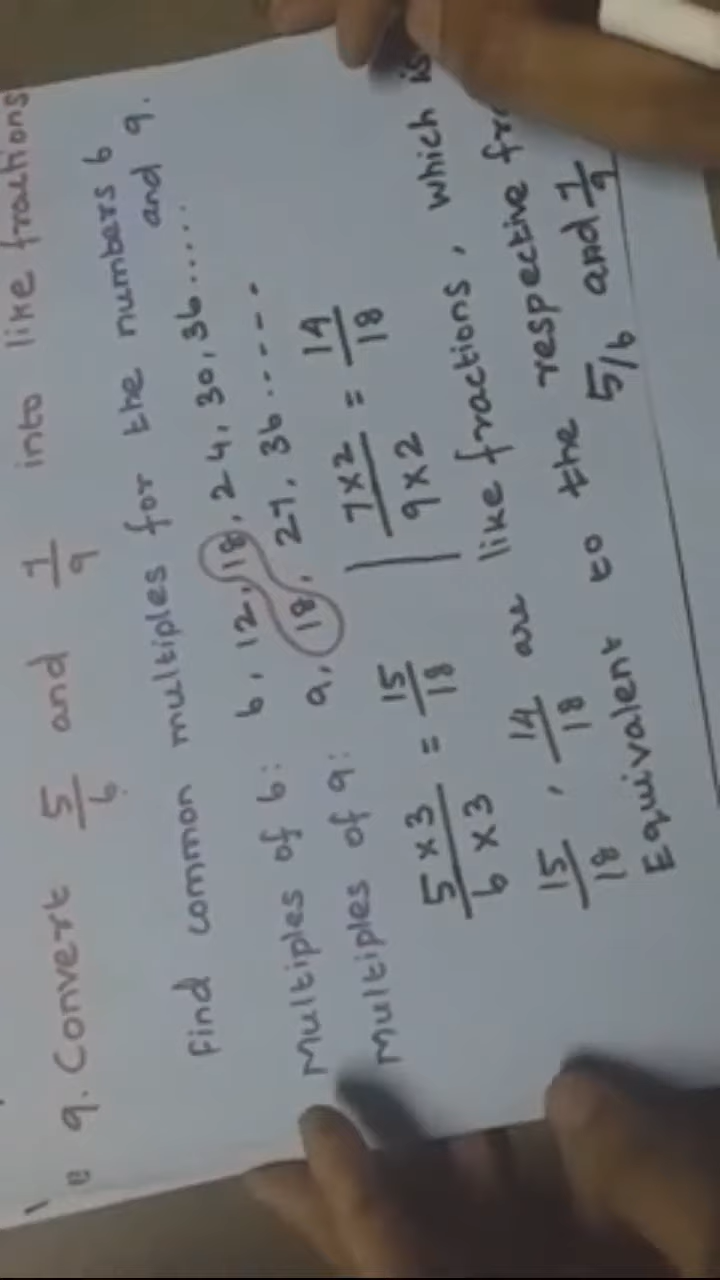 9. Convert 5/6 and 7/9 into like fractions
Find common multiples for the numbers 6
and 9.
Multiples of 6: 6, 12, 18, 24, 30, 36.....
Multiples of 9: 9, 18, 27, 36......
5 x 3 / 6 x 3 = 15/18 | 7 x 2 / 9 x 2 = 14/18
15/18, 14/18 are like fractions, which is
Equivalent to the respective fr
5/6 and 7/9